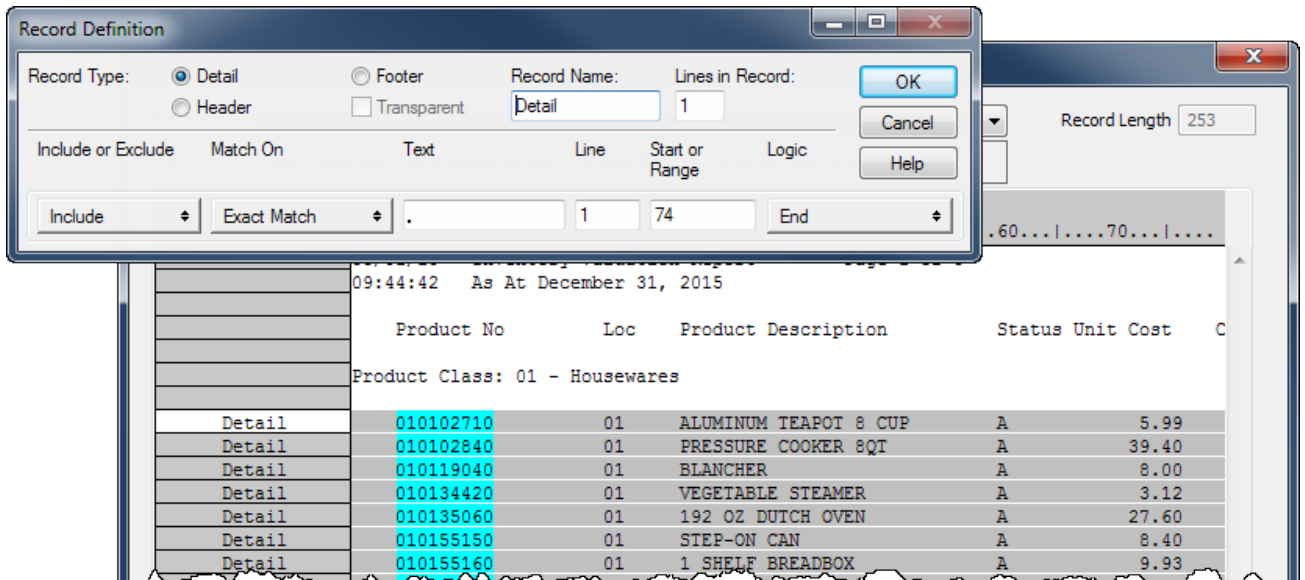 Record Definition
Record Type: Detail Footer Record Name: Lines in Record: OK
Header Transparent Detail 1 Cancel
Record Length 253
Include or Exclude Match On Text Line Start or Range Logic Help
Include Exact Match . 1 74 End
.60...|....70...|....
09:44:42 As At December 31, 2015
Product No Loc Product Description Status Unit Cost C
Product Class: 01 - Housewares
Detail 010102710 01 ALUMINUM TEAPOT 8 CUP A 5.99
Detail 010102840 01 PRESSURE COOKER 8QT A 39.40
Detail 010119040 01 BLANCHER A 8.00
Detail 010134420 01 VEGETABLE STEAMER A 3.12
Detail 010135060 01 192 OZ DUTCH OVEN A 27.60
Detail 010155150 01 STEP-ON CAN A 8.40
Detail 010155160 01 1 SHELF BREADBOX A 9.93